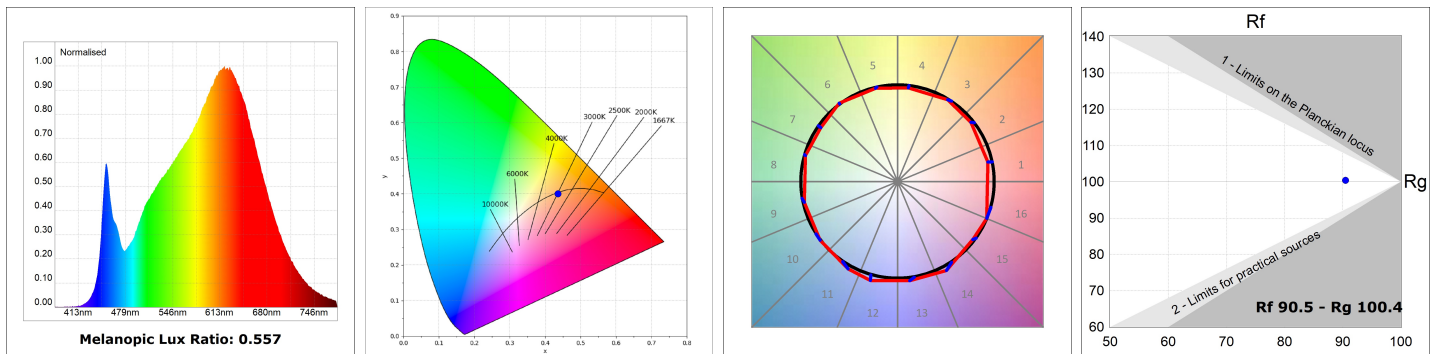 Normalised
1.00
0.90
0.80
0.70
0.60
0.50
0.40
0.30
0.20
0.10
0.00
413nm 479nm 546nm 613nm 680nm 746nm
Melanopic Lux Ratio: 0.557
0.9
0.8
0.7
0.6
0.5
y
0.4
0.3
0.2
0.1
0.0
0.0 0.1 0.2 0.3 0.4 0.5 0.6 0.7 0.8
x
10000K
6000K
4000K
3000K
2500K
2000K
1667K
1
2
3
4
5
6
7
8
9
10
11
12
13
14
15
16
Rf
140
130
120
110
100
90
80
70
60
50 60 70 80 90 100
Rg
1 - Limits on the Planckian locus
2 - Limits for practical sources
Rf 90.5 - Rg 100.4